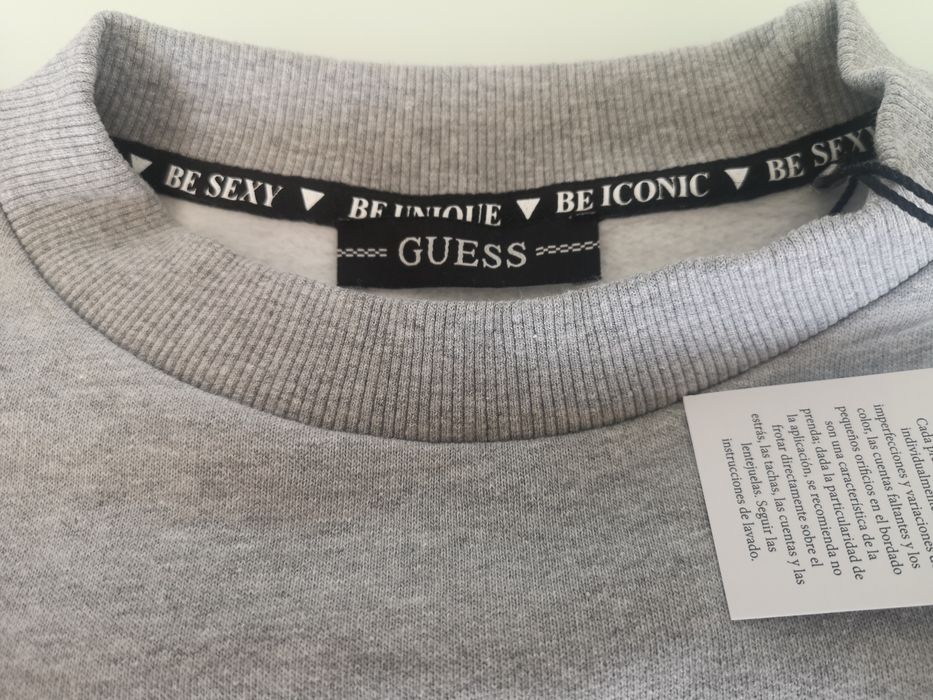 BE SEXY BE UNIQUE BE ICONIC BE SEXY
GUESS
Cada
individualmente
imperfecciones y variaciones
color, las cuentas faltantes y los
pequeños orificios en el bordado
son una característica de la
prenda; dada la particularidad de
la aplicación, se recomienda no
frotar directamente sobre el
estrás, las tachas, las cuentas y las
lentejuelas. Seguir las
instrucciones de lavado.